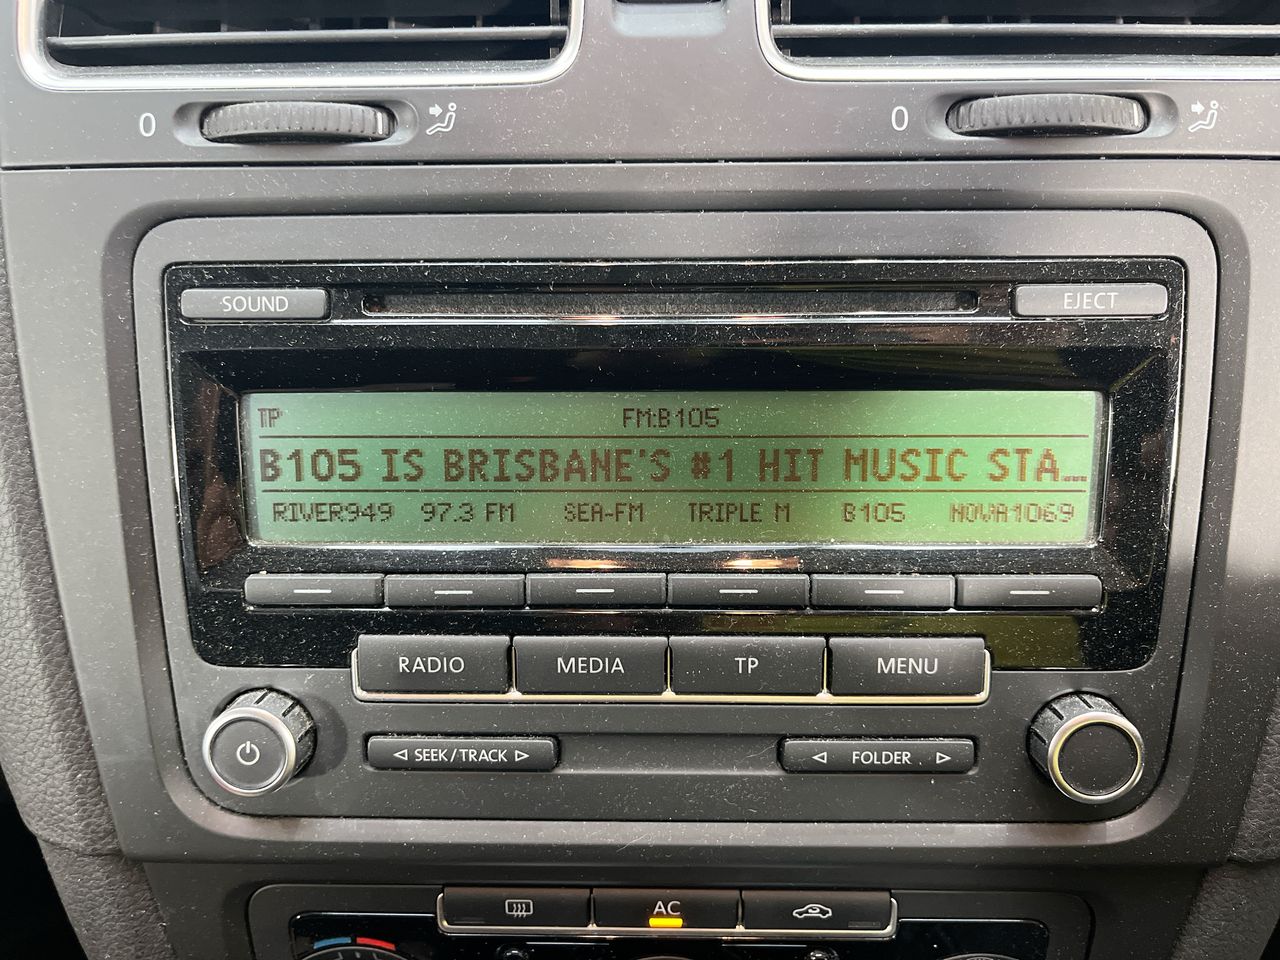 0 0
SOUND EJECT
TP FM:B105
B105 IS BRISBANE'S #1 HIT MUSIC STA...
RIVER949 97.3 FM SEA-FM TRIPLE M B105 NOVA1069
RADIO MEDIA TP MENU
SEEK/TRACK FOLDER
AC